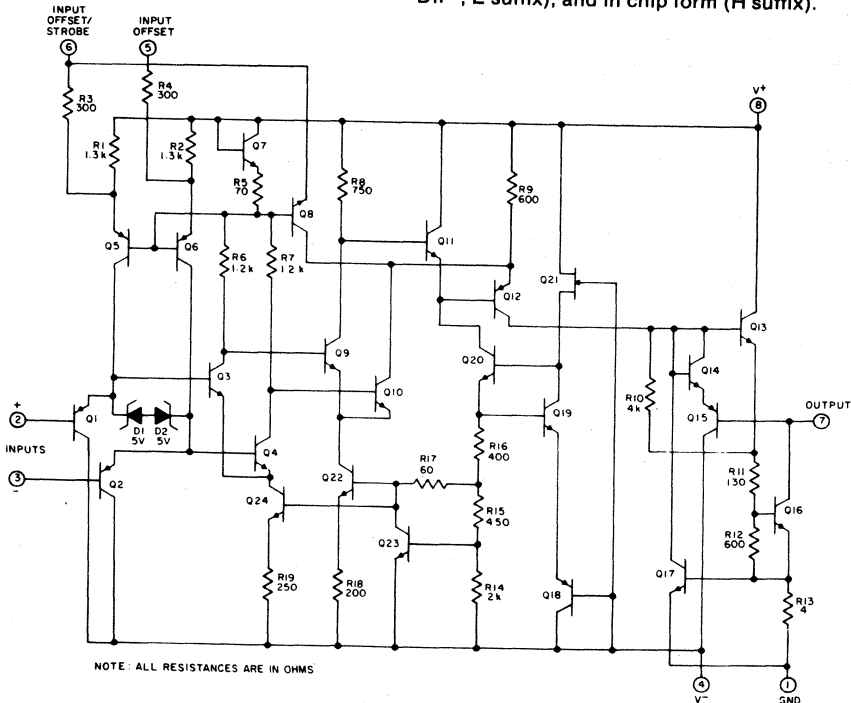 DIP", E suffix), and in chip form (H suffix).
INPUT
OFFSET/
STROBE
6
INPUT
OFFSET
5
R3
300
R4
300
V+
8
R1
1.3k
R2
1.3k
Q7
R5
70
R8
750
R9
600
Q8
Q5
Q6
R6
1.2k
R7
1.2k
Q11
Q21
Q12
Q13
Q9
Q3
Q20
Q14
Q10
R10
4k
Q19
Q15
OUTPUT
7
+
2
Q1
D1
5V
D2
5V
INPUTS
3
-
Q2
Q4
R17
60
R16
400
R11
130
Q24
Q22
R15
450
Q16
Q23
R12
600
R19
250
R18
200
R14
2k
Q18
Q17
R13
4
NOTE: ALL RESISTANCES ARE IN OHMS
4
V-
1
GND